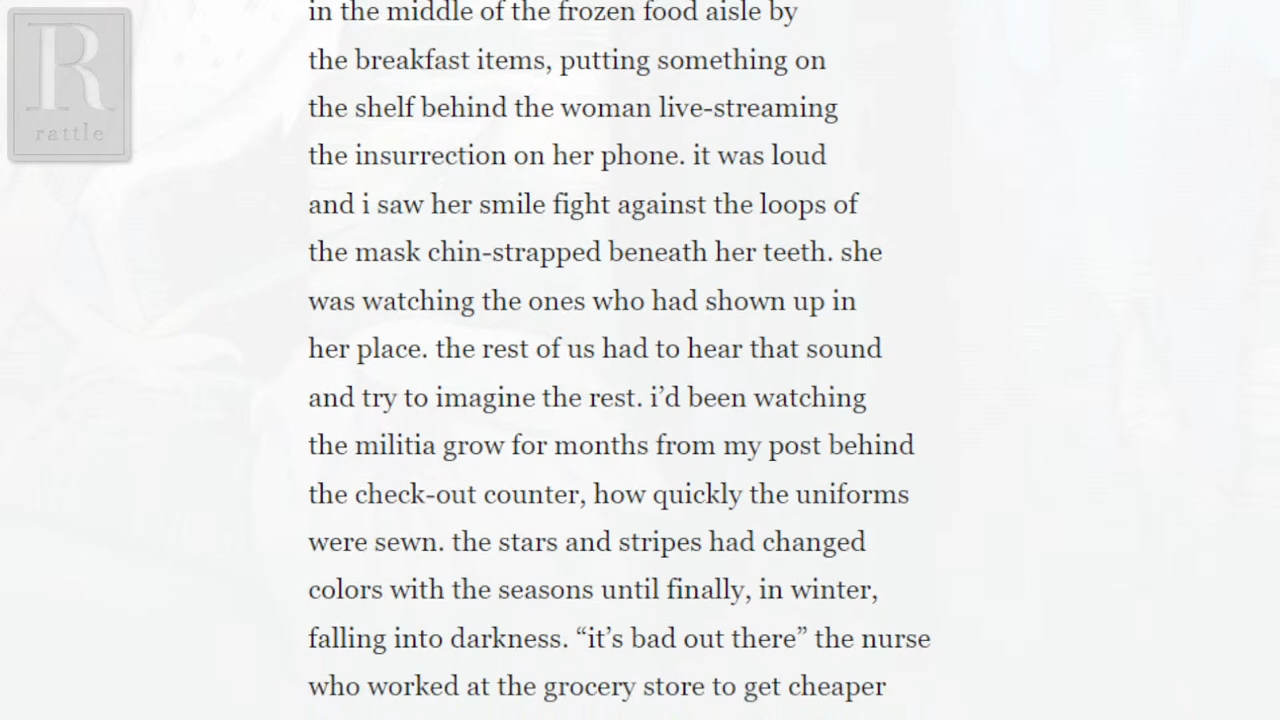 R
rattle
in the middle of the frozen food aisle by
the breakfast items, putting something on
the shelf behind the woman live-streaming
the insurrection on her phone. it was loud
and i saw her smile fight against the loops of
the mask chin-strapped beneath her teeth. she
was watching the ones who had shown up in
her place. the rest of us had to hear that sound
and try to imagine the rest. i’d been watching
the militia grow for months from my post behind
the check-out counter, how quickly the uniforms
were sewn. the stars and stripes had changed
colors with the seasons until finally, in winter,
falling into darkness. “it’s bad out there” the nurse
who worked at the grocery store to get cheaper